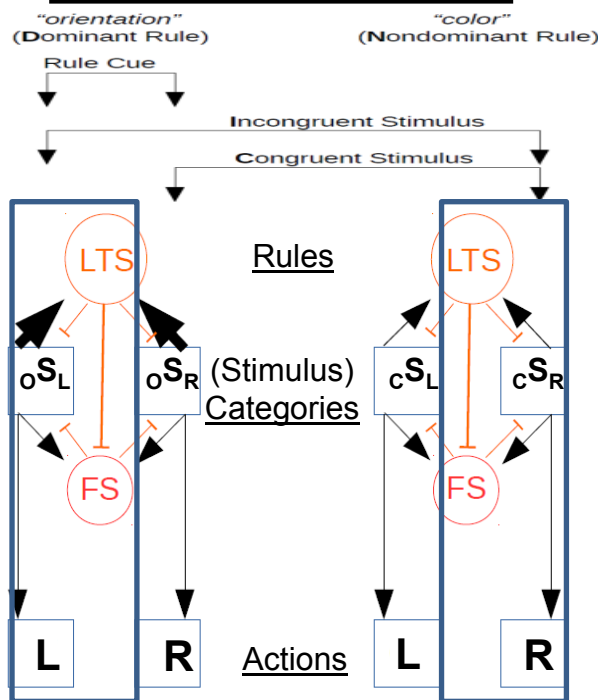 “orientation” “color”
(Dominant Rule) (Nondominant Rule)
Rule Cue
Incongruent Stimulus
Congruent Stimulus
LTS Rules LTS
OSL OSR (Stimulus) CSL CSR
Categories
FS FS
L R Actions L R